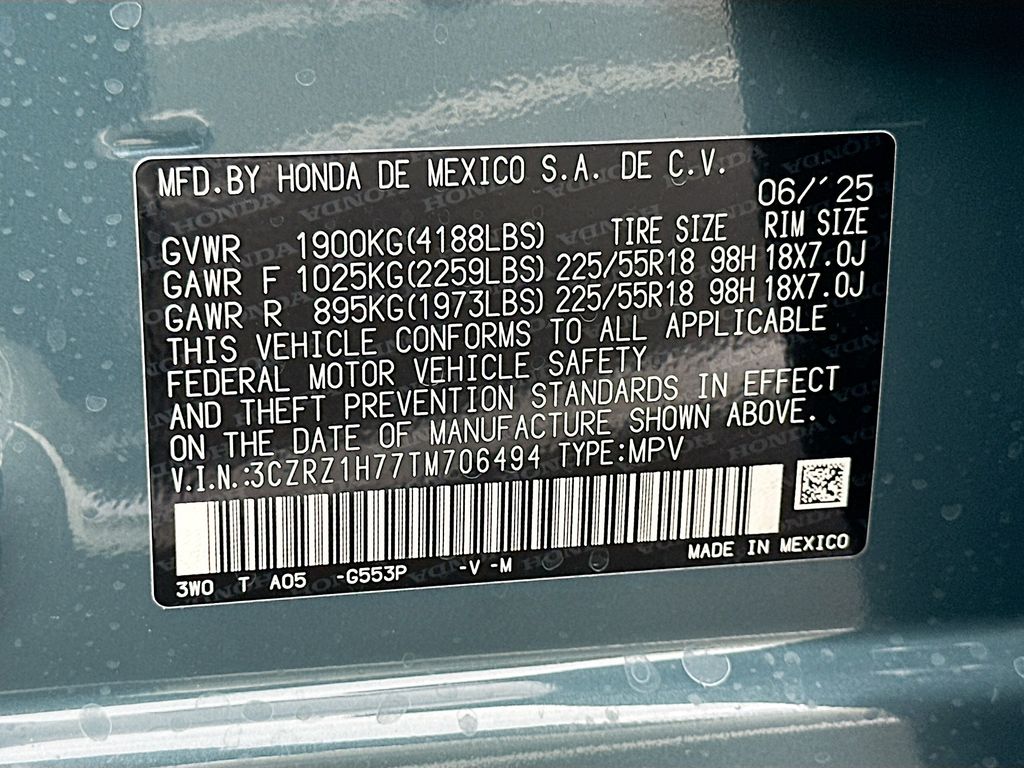 MFD.BY HONDA DE MEXICO S.A. DE C.V.
06/´25
GVWR 1900KG(4188LBS) TIRE SIZE RIM SIZE
GAWR F 1025KG(2259LBS) 225/55R18 98H 18X7.0J
GAWR R 895KG(1973LBS) 225/55R18 98H 18X7.0J
THIS VEHICLE CONFORMS TO ALL APPLICABLE
FEDERAL MOTOR VEHICLE SAFETY
AND THEFT PREVENTION STANDARDS IN EFFECT
ON THE DATE OF MANUFACTURE SHOWN ABOVE.
V.I.N.:3CZRZ1H77TM706494 TYPE:MPV
3W0 T A05 -G553P -V -M MADE IN MEXICO